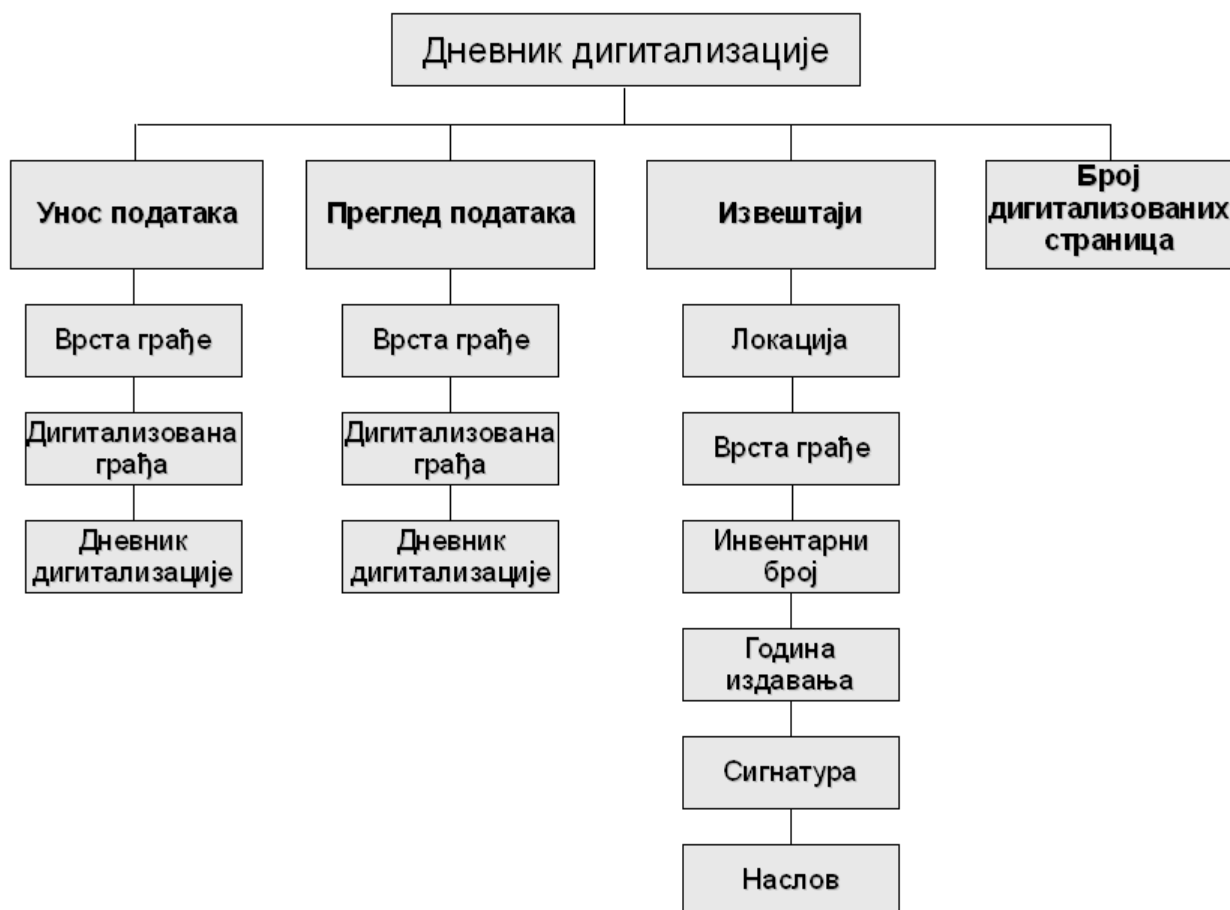 Дневник дигитализације
Унос података
Врста грађе
Дигитализована
грађа
Дневник
дигитализације
Преглед података
Врста грађе
Дигитализована
грађа
Дневник
дигитализације
Извештаји
Локација
Врста грађе
Инвентарни
број
Година
издавања
Сигнатура
Наслов
Број
дигитализованих
страница